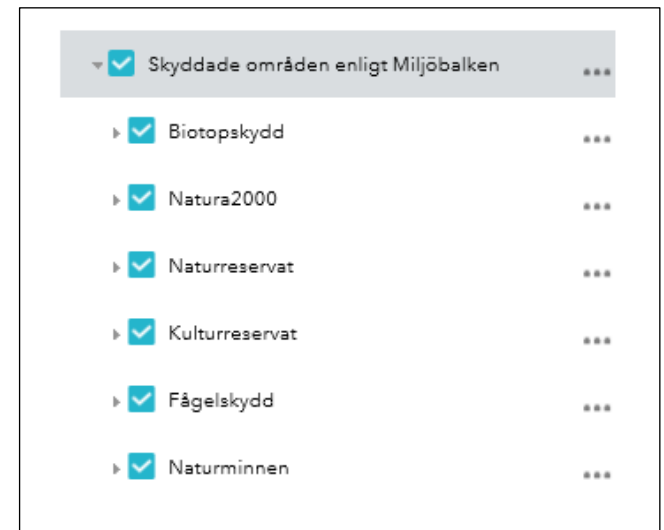 Skyddade områden enligt Miljöbalken
Biotopskydd
Natura2000
Naturreservat
Kulturreservat
Fågelskydd
Naturminnen